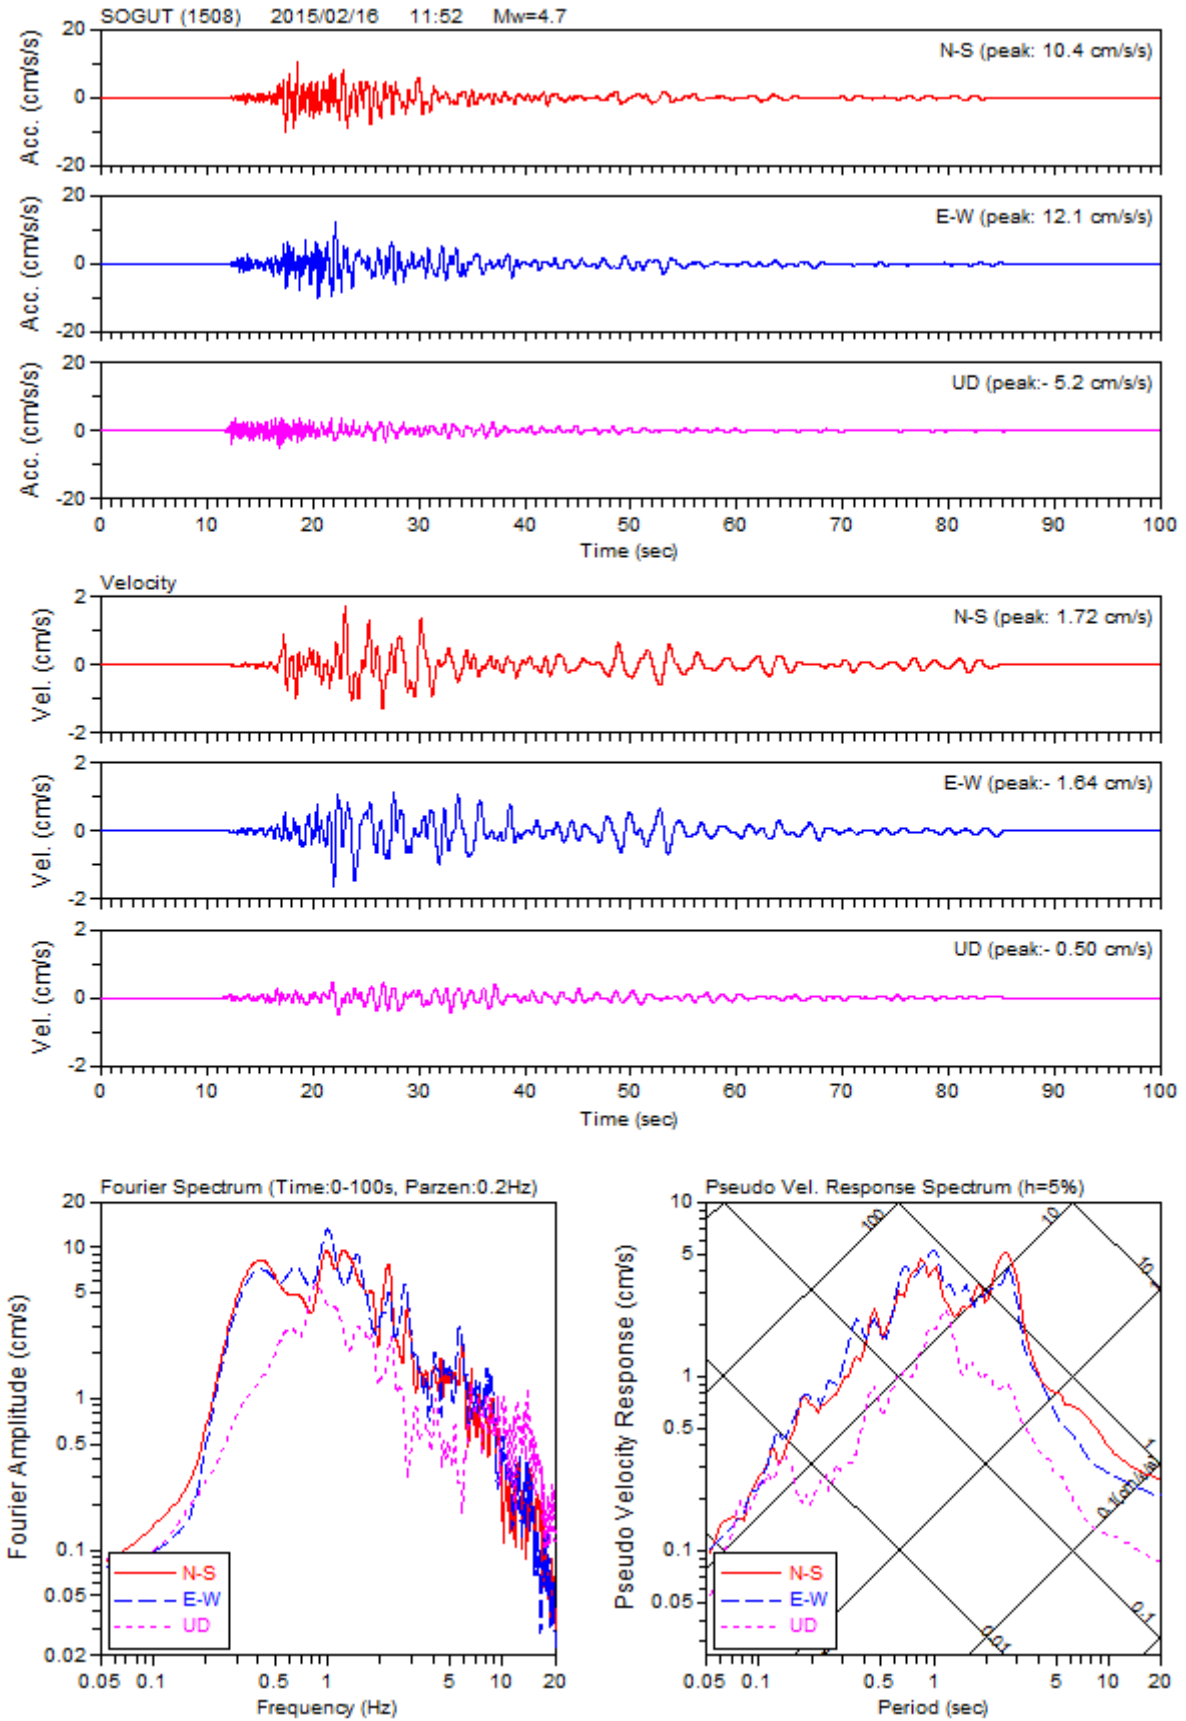 SOGUT (1508) 2015/02/16 11:52 Mw=4.7
20
0
-20
Acc. (cm/s/s)
N-S (peak: 10.4 cm/s/s)
20
0
-20
Acc. (cm/s/s)
E-W (peak: 12.1 cm/s/s)
20
0
-20
Acc. (cm/s/s)
UD (peak:- 5.2 cm/s/s)
0 10 20 30 40 50 60 70 80 90 100
Time (sec)
Velocity
2
0
-2
Vel. (cm/s)
N-S (peak: 1.72 cm/s)
2
0
-2
Vel. (cm/s)
E-W (peak:- 1.64 cm/s)
2
0
-2
Vel. (cm/s)
UD (peak:- 0.50 cm/s)
0 10 20 30 40 50 60 70 80 90 100
Time (sec)
Fourier Spectrum (Time:0-100s, Parzen:0.2Hz)
20
10
5
1
0.5
0.1
0.05
0.02
Fourier Amplitude (cm/s)
N-S
E-W
UD
0.05 0.1 0.5 1 5 10 20
Frequency (Hz)
Pseudo Vel. Response Spectrum (h=5%)
10
5
1
0.5
0.1
0.05
Pseudo Velocity Response (cm/s)
100
10
10
1
0.1(cm/s/s)
0.1
0.01
N-S
E-W
UD
0.05 0.1 0.5 1 5 10 20
Period (sec)